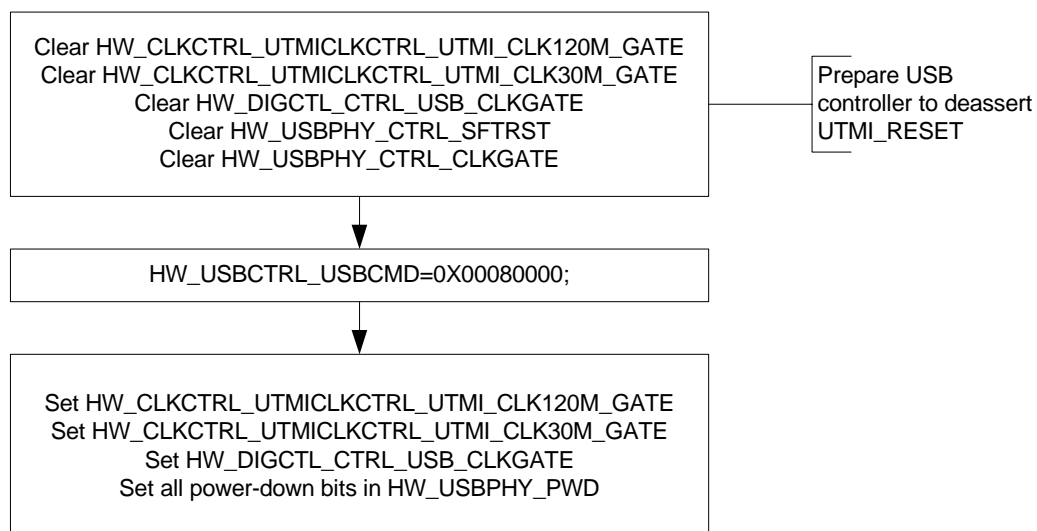 Clear HW_CLKCTRL_UTMICLKCTRL_UTMI_CLK120M_GATE
Clear HW_CLKCTRL_UTMICLKCTRL_UTMI_CLK30M_GATE
Clear HW_DIGCTL_CTRL_USB_CLKGATE
Clear HW_USBPHY_CTRL_SFTRST
Clear HW_USBPHY_CTRL_CLKGATE
Prepare USB
controller to deassert
UTMI_RESET
HW_USBCTRL_USBCMD=0X00080000;
Set HW_CLKCTRL_UTMICLKCTRL_UTMI_CLK120M_GATE
Set HW_CLKCTRL_UTMICLKCTRL_UTMI_CLK30M_GATE
Set HW_DIGCTL_CTRL_USB_CLKGATE
Set all power-down bits in HW_USBPHY_PWD